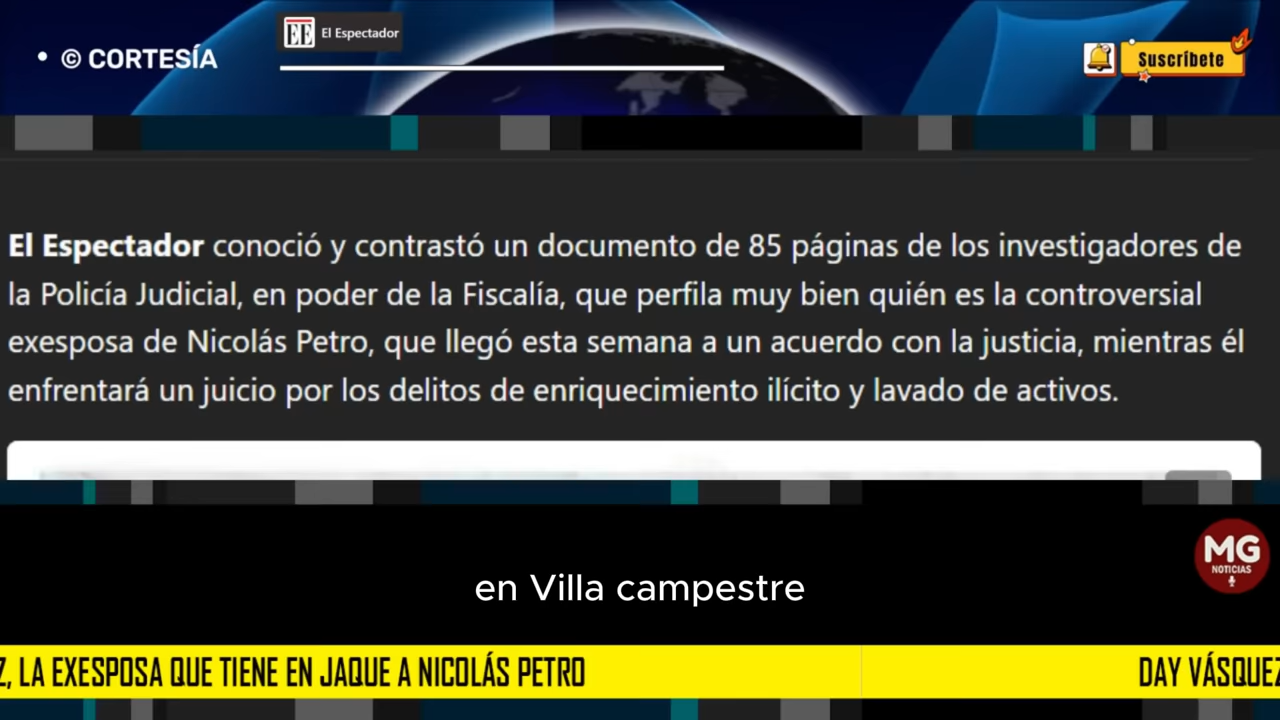 • © CORTESÍA
EE El Espectador
Suscríbete
El Espectador conoció y contrastó un documento de 85 páginas de los investigadores de
la Policía Judicial, en poder de la Fiscalía, que perfila muy bien quién es la controversial
exesposa de Nicolás Petro, que llegó esta semana a un acuerdo con la justicia, mientras él
enfrentará un juicio por los delitos de enriquecimiento ilícito y lavado de activos.
MG
NOTICIAS
en Villa campestre
Z, LA EXESPOSA QUE TIENE EN JAQUE A NICOLÁS PETRO DAY VÁSQUEZ